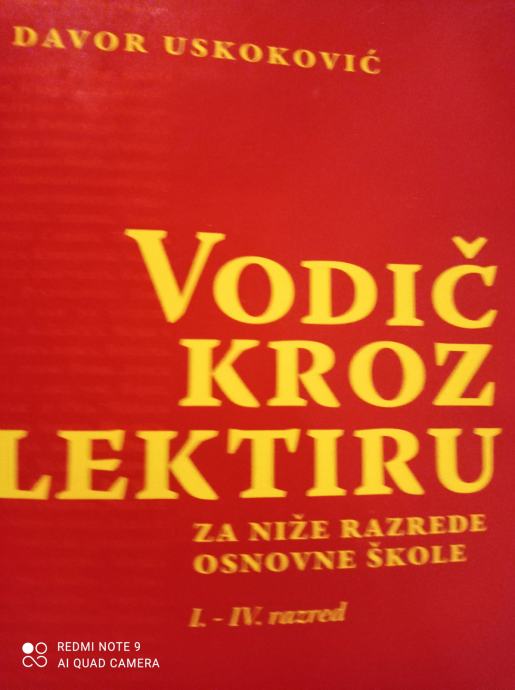 DAVOR USKOKOVIĆ
VODIČ
KROZ
LEKTIRU
ZA NIŽE RAZREDE
OSNOVNE ŠKOLE
I. - IV. razred
REDMI NOTE 9
AI QUAD CAMERA